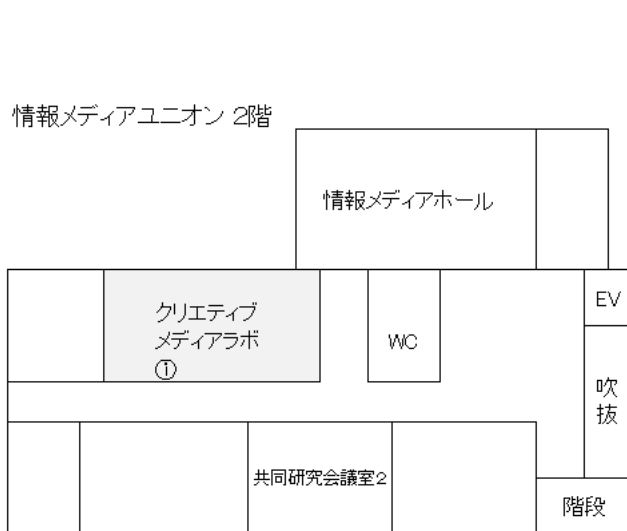 情報メディアユニオン 2階
情報メディアホール
クリエティブ
メディアラボ
①
WC
EV
吹
抜
共同研究会議室2
階段